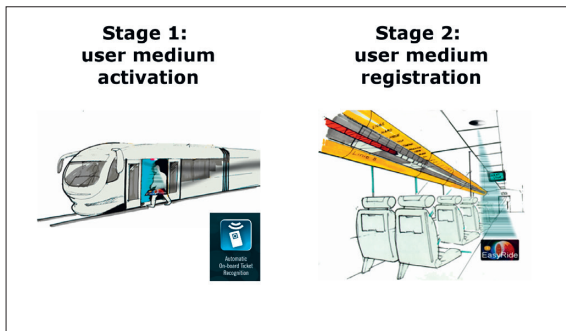 Stage 1:
user medium
activation
Stage 2:
user medium
registration
Automatic
On-board Ticket
Recognition
EasyRide